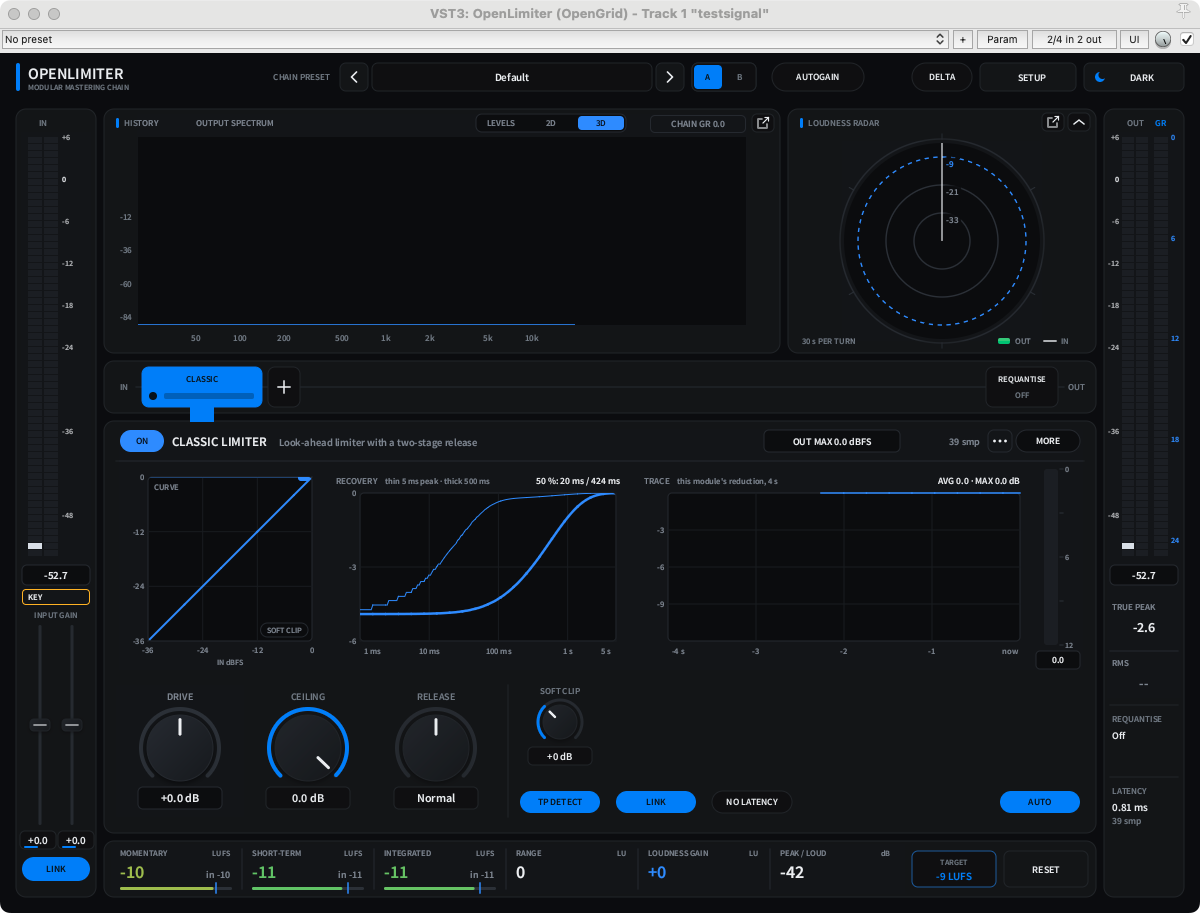 VST3: OpenLimiter (OpenGrid) - Track 1 "testsignal"
No preset
+
Param
2/4 in 2 out
UI
OPENLIMITER
MODULAR MASTERING CHAIN
CHAIN PRESET
Default
A
B
AUTOGAIN
DELTA
SETUP
DARK
IN
+6
0
-6
-12
-18
-24
-36
-48
-52.7
KEY
INPUT GAIN
+0.0
+0.0
LINK
HISTORY
OUTPUT SPECTRUM
LEVELS
2D
3D
CHAIN GR 0.0
-12
-36
-60
-84
50
100
200
500
1k
2k
5k
10k
LOUDNESS RADAR
-9
-21
-33
30 s PER TURN
OUT
IN
OUT
GR
+6
0
-6
-12
-18
-24
-36
-48
0
6
12
18
24
-52.7
TRUE PEAK
-2.6
RMS
--
REQUANTISE
Off
LATENCY
0.81 ms
39 smp
IN
CLASSIC
+
REQUANTISE
OFF
OUT
ON
CLASSIC LIMITER
Look-ahead limiter with a two-stage release
OUT MAX 0.0 dBFS
39 smp
•••
MORE
CURVE
0
-12
-24
-36
-36
-24
-12
0
IN dBFS
SOFT CLIP
RECOVERY
thin 5 ms peak · thick 500 ms
50 %: 20 ms / 424 ms
0
-3
-6
1 ms
10 ms
100 ms
1 s
5 s
TRACE
this module's reduction, 4 s
AVG 0.0 · MAX 0.0 dB
-3
-6
-9
-4 s
-3
-2
-1
now
0
6
12
0.0
DRIVE
+0.0 dB
CEILING
0.0 dB
RELEASE
Normal
SOFT CLIP
+0 dB
TP DETECT
LINK
NO LATENCY
AUTO
MOMENTARY
LUFS
-10
in -10
SHORT-TERM
LUFS
-11
in -11
INTEGRATED
LUFS
-11
in -11
RANGE
LU
0
LOUDNESS GAIN
LU
+0
PEAK / LOUD
dB
-42
TARGET
-9 LUFS
RESET